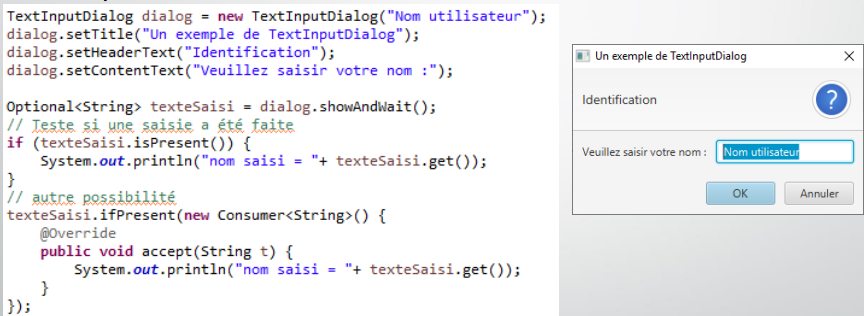 TextInputDialog dialog = new TextInputDialog("Nom utilisateur");
dialog.setTitle("Un exemple de TextInputDialog");
dialog.setHeaderText("Identification");
dialog.setContentText("Veuillez saisir votre nom :");
Optional<String> texteSaisi = dialog.showAndWait();
// Teste si une saisie a été faite
if (texteSaisi.isPresent()) {
    System.out.println("nom saisi = "+ texteSaisi.get());
}
// autre possibilité
texteSaisi.ifPresent(new Consumer<String>() {
    @Override
    public void accept(String t) {
        System.out.println("nom saisi = "+ texteSaisi.get());
    }
});
Un exemple de TextInputDialog
Identification
?
Veuillez saisir votre nom : Nom utilisateur
OK Annuler